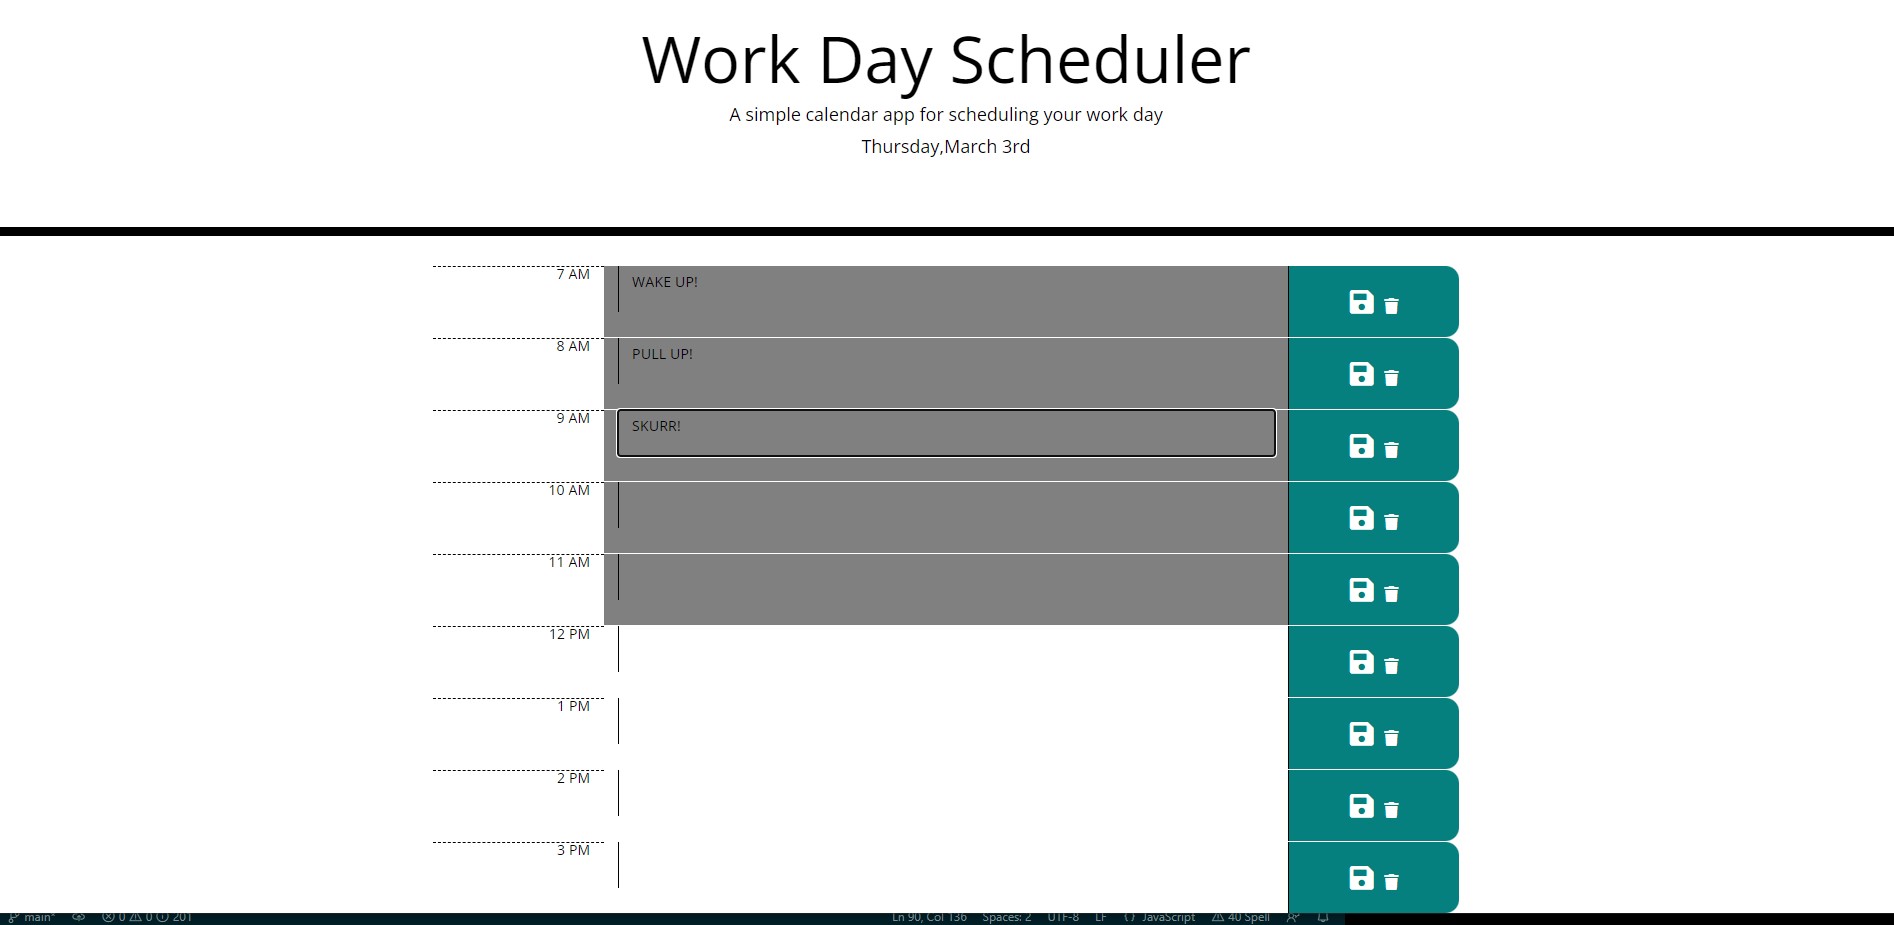 Work Day Scheduler
A simple calendar app for scheduling your work day
Thursday,March 3rd
7 AM WAKE UP!
8 AM PULL UP!
9 AM SKURR!
10 AM
11 AM
12 PM
1 PM
2 PM
3 PM
main* 0 0 201 Ln 90, Col 136 Spaces: 2 UTF-8 LF JavaScript 40 Spell